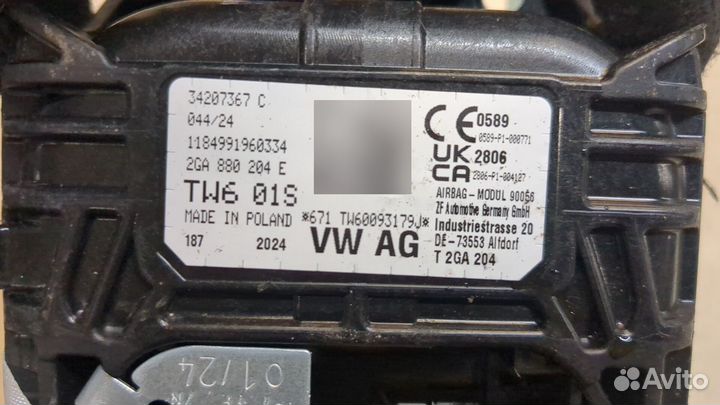 34207367 C
044/24
1184991960334
2GA 880 204 E
TW6 01S
MADE IN POLAND *671 TW60093179J*
187 2024 VW AG
CE 0589
0589-P1-000771
UK CA 2806
2806-P1-004127
AIRBAG - MODUL 90056
ZF Automotive Germany GmbH
Industriestrasse 20
DE-73553 Alfdorf
T 2GA 204
01/24
Avito